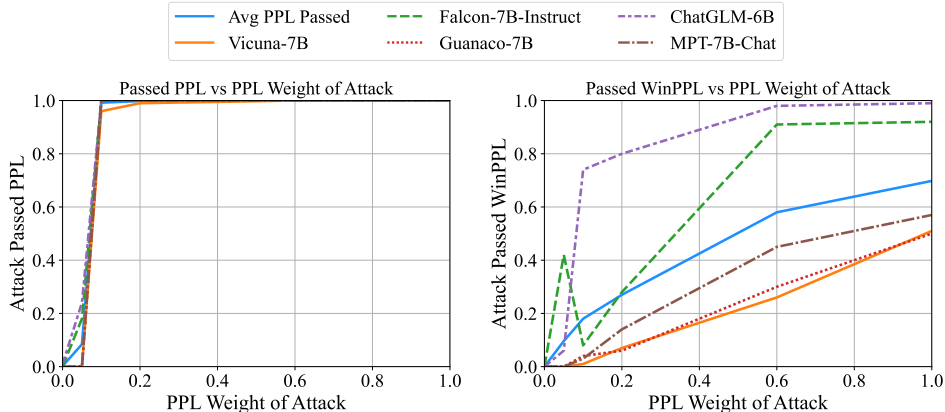 Avg PPL Passed
Vicuna-7B
Falcon-7B-Instruct
Guanaco-7B
ChatGLM-6B
MPT-7B-Chat
Passed PPL vs PPL Weight of Attack
Attack Passed PPL
1.0
0.8
0.6
0.4
0.2
0.0
0.0 0.2 0.4 0.6 0.8 1.0
PPL Weight of Attack
Passed WinPPL vs PPL Weight of Attack
Attack Passed WinPPL
1.0
0.8
0.6
0.4
0.2
0.0
0.0 0.2 0.4 0.6 0.8 1.0
PPL Weight of Attack